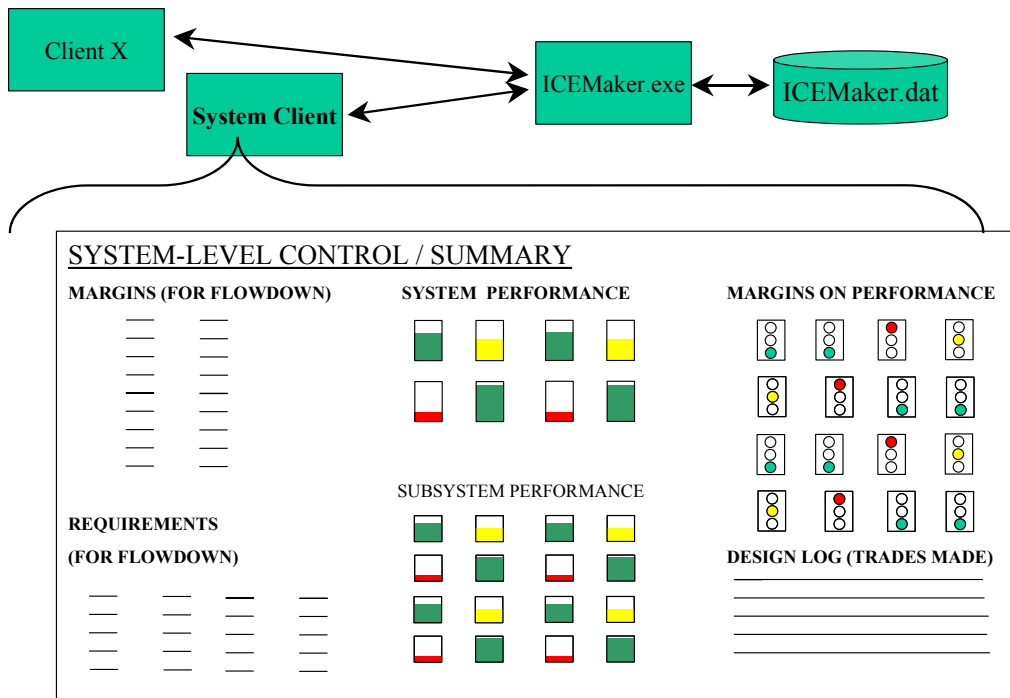 Client X
ICEMaker.exe
ICEMaker.dat
System Client
SYSTEM-LEVEL CONTROL / SUMMARY
MARGINS (FOR FLOWDOWN)
SYSTEM PERFORMANCE
MARGINS ON PERFORMANCE
SUBSYSTEM PERFORMANCE
REQUIREMENTS
(FOR FLOWDOWN)
DESIGN LOG (TRADES MADE)